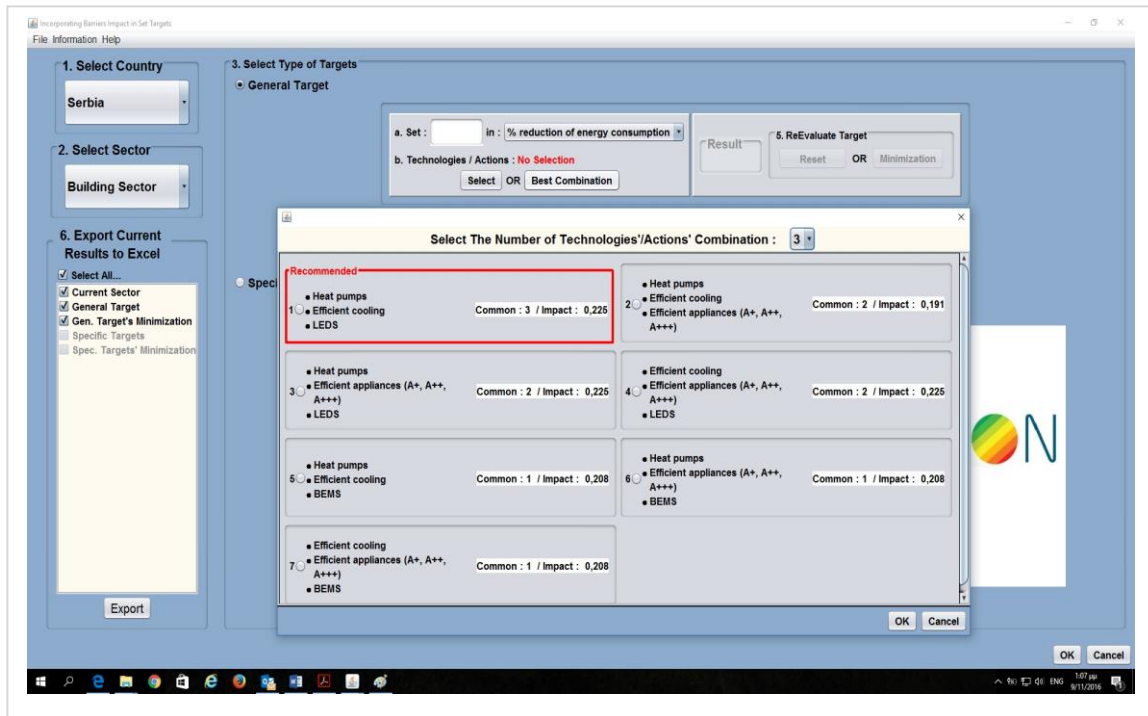 Incorporating Barriers Impact in Set Targets
File Information Help
1. Select Country
Serbia
2. Select Sector
Building Sector
6. Export Current
Results to Excel
Select All...
Current Sector
General Target
Gen. Target's Minimization
Specific Targets
Spec. Targets' Minimization
Export
3. Select Type of Targets
General Target
a. Set : in : % reduction of energy consumption
b. Technologies / Actions : No Selection
Select OR Best Combination
Result
5. ReEvaluate Target
Reset OR Minimization
Speci
Select The Number of Technologies'/Actions' Combination : 3
Recommended
1 • Heat pumps
• Efficient cooling
• LEDS
Common : 3 / Impact : 0,225
2 • Heat pumps
• Efficient cooling
• Efficient appliances (A+, A++,
A+++)
Common : 2 / Impact : 0,191
3 • Heat pumps
• Efficient appliances (A+, A++,
A+++)
• LEDS
Common : 2 / Impact : 0,225
4 • Efficient cooling
• Efficient appliances (A+, A++,
A+++)
• LEDS
Common : 2 / Impact : 0,225
5 • Heat pumps
• Efficient cooling
• BEMS
Common : 1 / Impact : 0,208
6 • Heat pumps
• Efficient appliances (A+, A++,
A+++)
• BEMS
Common : 1 / Impact : 0,208
7 • Efficient cooling
• Efficient appliances (A+, A++,
A+++)
• BEMS
Common : 1 / Impact : 0,208
OK Cancel
N
OK Cancel
ENG 1:07 μμ
9/11/2016